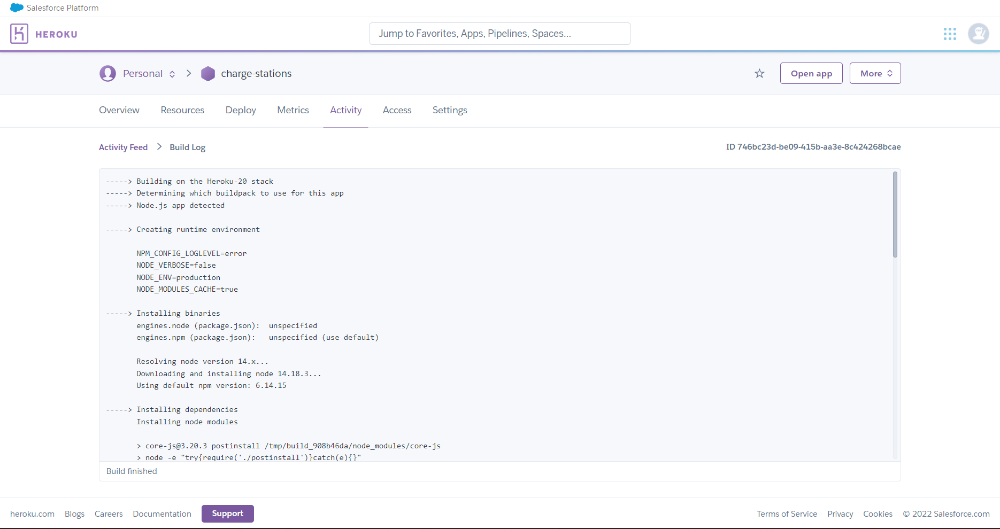 Salesforce Platform
HEROKU
Jump to Favorites, Apps, Pipelines, Spaces...
Personal
charge-stations
Open app
More
Overview
Resources
Deploy
Metrics
Activity
Access
Settings
Activity Feed
Build Log
ID 746bc23d-be09-415b-aa3e-8c424268bcae
-----> Building on the Heroku-20 stack
-----> Determining which buildpack to use for this app
-----> Node.js app detected
-----> Creating runtime environment
NPM_CONFIG_LOGLEVEL=error
NODE_VERBOSE=false
NODE_ENV=production
NODE_MODULES_CACHE=true
-----> Installing binaries
engines.node (package.json):  unspecified
engines.npm (package.json):   unspecified (use default)
Resolving node version 14.x...
Downloading and installing node 14.18.3...
Using default npm version: 6.14.15
-----> Installing dependencies
Installing node modules
> core-js@3.20.3 postinstall /tmp/build_908b46da/node_modules/core-js
> node -e "try{require('./postinstall')}catch(e){}"
Build finished
heroku.com
Blogs
Careers
Documentation
Support
Terms of Service
Privacy
Cookies
© 2022 Salesforce.com